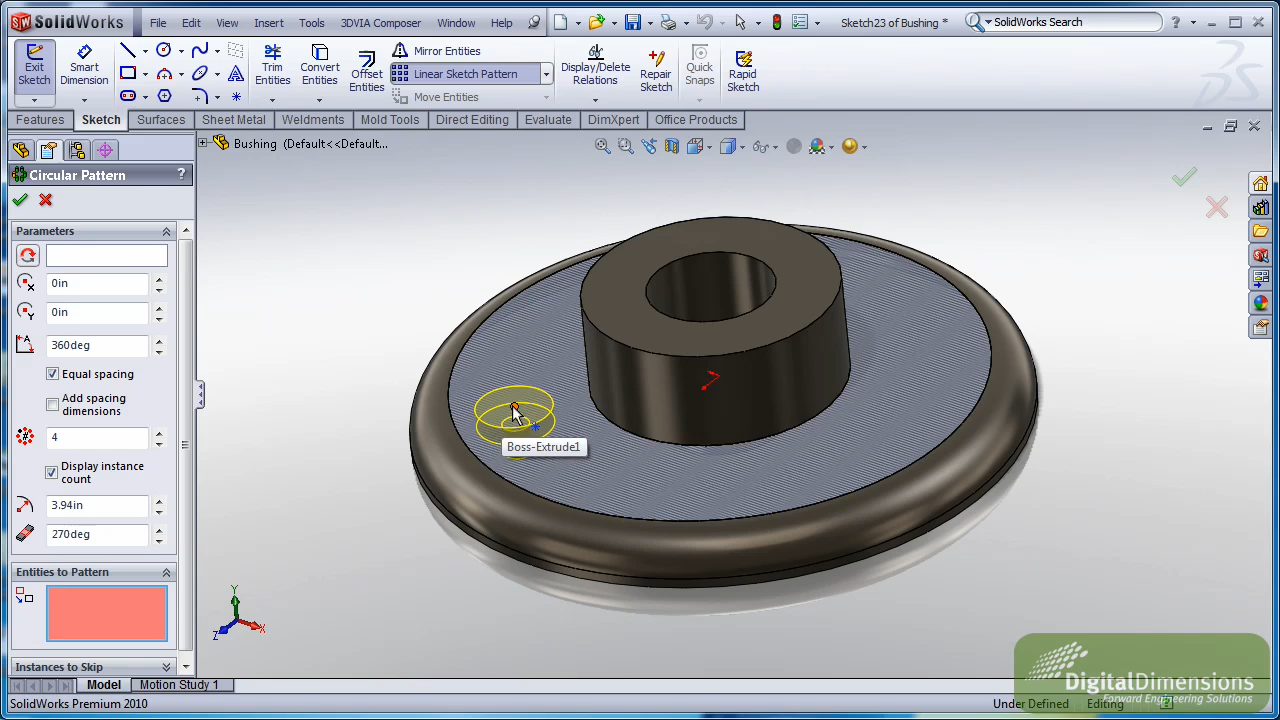 SolidWorks File Edit View Insert Tools 3DVIA Composer Window Help Sketch23 of Bushing * SolidWorks Search
Exit Sketch
Smart Dimension
Trim Entities
Convert Entities
Offset Entities
Mirror Entities
Linear Sketch Pattern
Move Entities
Display/Delete Relations
Repair Sketch
Quick Snaps
Rapid Sketch
Features Sketch Surfaces Sheet Metal Weldments Mold Tools Direct Editing Evaluate DimXpert Office Products
Bushing (Default<<Default...
Circular Pattern ?
Parameters
0in
0in
360deg
Equal spacing
Add spacing
dimensions
4
Display instance
count
3.94in
270deg
Entities to Pattern
Instances to Skip
Boss-Extrude1
Y
X
Z
Model Motion Study 1
SolidWorks Premium 2010 Under Defined Editing
DigitalDimensions
Forward Engineering Solutions